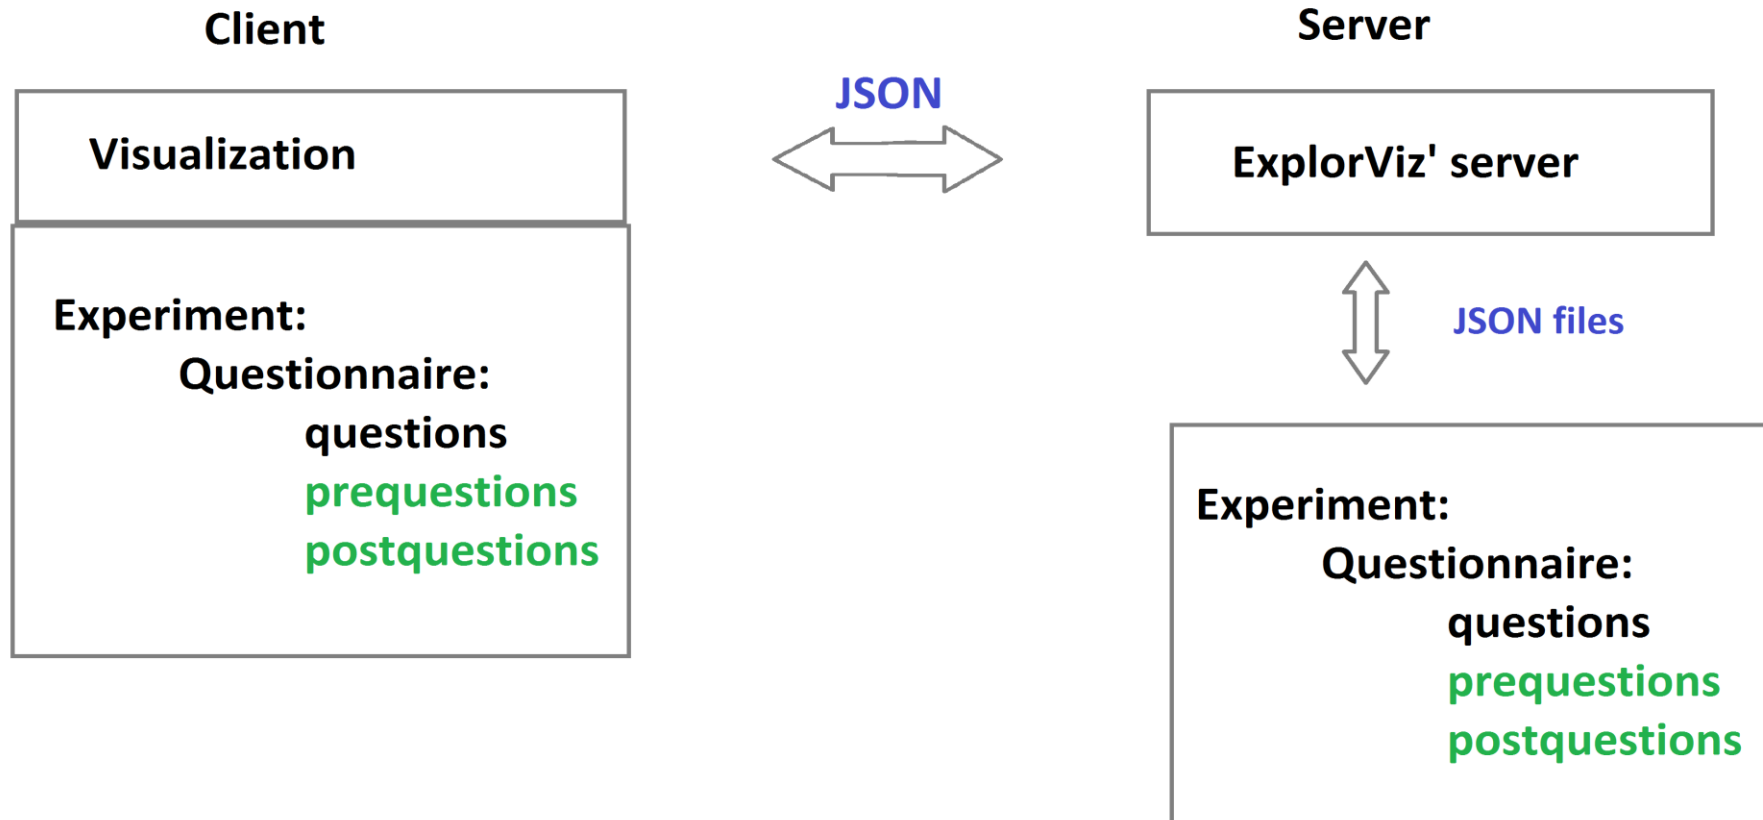 Client
Visualization
Experiment:
Questionnaire:
questions
prequestions
postquestions
JSON
Server
ExplorViz' server
JSON files
Experiment:
Questionnaire:
questions
prequestions
postquestions